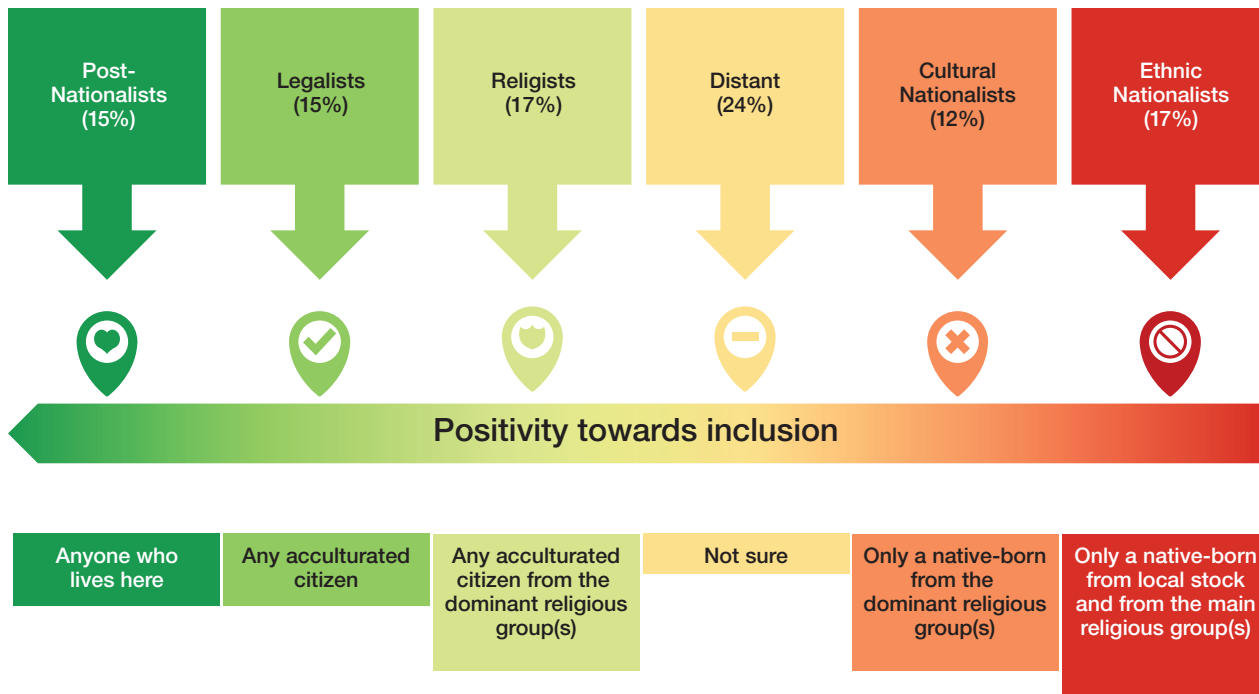 Post-
Nationalists
(15%)
Legalists
(15%)
Religists
(17%)
Distant
(24%)
Cultural
Nationalists
(12%)
Ethnic
Nationalists
(17%)
Positivity towards inclusion
Anyone who
lives here
Any acculturated
citizen
Any acculturated
citizen from the
dominant religious
group(s)
Not sure
Only a native-born
from the
dominant religious
group(s)
Only a native-born
from local stock
and from the main
religious group(s)